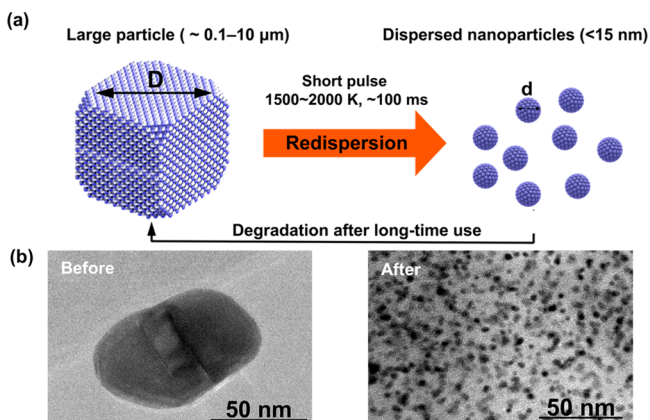 (a)
Large particle ( ~ 0.1–10 μm)
Dispersed nanoparticles (<15 nm)
D
Short pulse
1500~2000 K, ~100 ms
Redispersion
d
Degradation after long-time use
(b)
Before
50 nm
After
50 nm